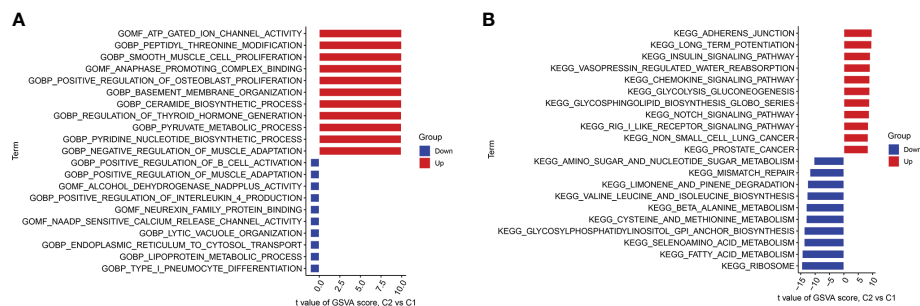 A
GOMF_ATP_GATED_ION_CHANNEL_ACTIVITY
GOBP_PEPTIDYL_THREONINE_MODIFICATION
GOBP_SMOOTH_MUSCLE_CELL_PROLIFERATION
GOMF_ANAPHASE_PROMOTING_COMPLEX_BINDING
GOBP_POSITIVE_REGULATION_OF_OSTEOBLAST_PROLIFERATION
GOBP_BASEMENT_MEMBRANE_ORGANIZATION
GOBP_CERAMIDE_BIOSYNTHETIC_PROCESS
GOBP_REGULATION_OF_THYROID_HORMONE_GENERATION
GOBP_PYRUVATE_METABOLIC_PROCESS
GOBP_PYRIDINE_NUCLEOTIDE_BIOSYNTHETIC_PROCESS
GOBP_NEGATIVE_REGULATION_OF_MUSCLE_ADAPTATION
GOBP_POSITIVE_REGULATION_OF_B_CELL_ACTIVATION
GOBP_POSITIVE_REGULATION_OF_MUSCLE_ADAPTATION
GOMF_ALCOHOL_DEHYDROGENASE_NADPPLUS_ACTIVITY
GOBP_POSITIVE_REGULATION_OF_INTERLEUKIN_4_PRODUCTION
GOMF_NEUREXIN_FAMILY_PROTEIN_BINDING
GOMF_NAADP_SENSITIVE_CALCIUM_RELEASE_CHANNEL_ACTIVITY
GOBP_LYTIC_VACUOLE_ORGANIZATION
GOBP_ENDOPLASMIC_RETICULUM_TO_CYTOSOL_TRANSPORT
GOBP_LIPOPROTEIN_METABOLIC_PROCESS
GOBP_TYPE_I_PNEUMOCYTE_DIFFERENTIATION
Term
0.0 2.5 5.0 7.5 10.0
t value of GSVA score, C2 vs C1
Group
Down
Up
B
KEGG_ADHERENS_JUNCTION
KEGG_LONG_TERM_POTENTIATION
KEGG_INSULIN_SIGNALING_PATHWAY
KEGG_VASOPRESSIN_REGULATED_WATER_REABSORPTION
KEGG_CHEMOKINE_SIGNALING_PATHWAY
KEGG_GLYCOLYSIS_GLUCONEOGENESIS
KEGG_GLYCOSPHINGOLIPID_BIOSYNTHESIS_GLOBO_SERIES
KEGG_NOTCH_SIGNALING_PATHWAY
KEGG_RIG_I_LIKE_RECEPTOR_SIGNALING_PATHWAY
KEGG_NON_SMALL_CELL_LUNG_CANCER
KEGG_PROSTATE_CANCER
KEGG_AMINO_SUGAR_AND_NUCLEOTIDE_SUGAR_METABOLISM
KEGG_MISMATCH_REPAIR
KEGG_LIMONENE_AND_PINENE_DEGRADATION
KEGG_VALINE_LEUCINE_AND_ISOLEUCINE_BIOSYNTHESIS
KEGG_BETA_ALANINE_METABOLISM
KEGG_CYSTEINE_AND_METHIONINE_METABOLISM
KEGG_GLYCOSYLPHOSPHATIDYLINOSITOL_GPI_ANCHOR_BIOSYNTHESIS
KEGG_SELENOAMINO_ACID_METABOLISM
KEGG_FATTY_ACID_METABOLISM
KEGG_RIBOSOME
Term
-15 -10 -5 0 5 10
t value of GSVA score, C2 vs C1
Group
Down
Up